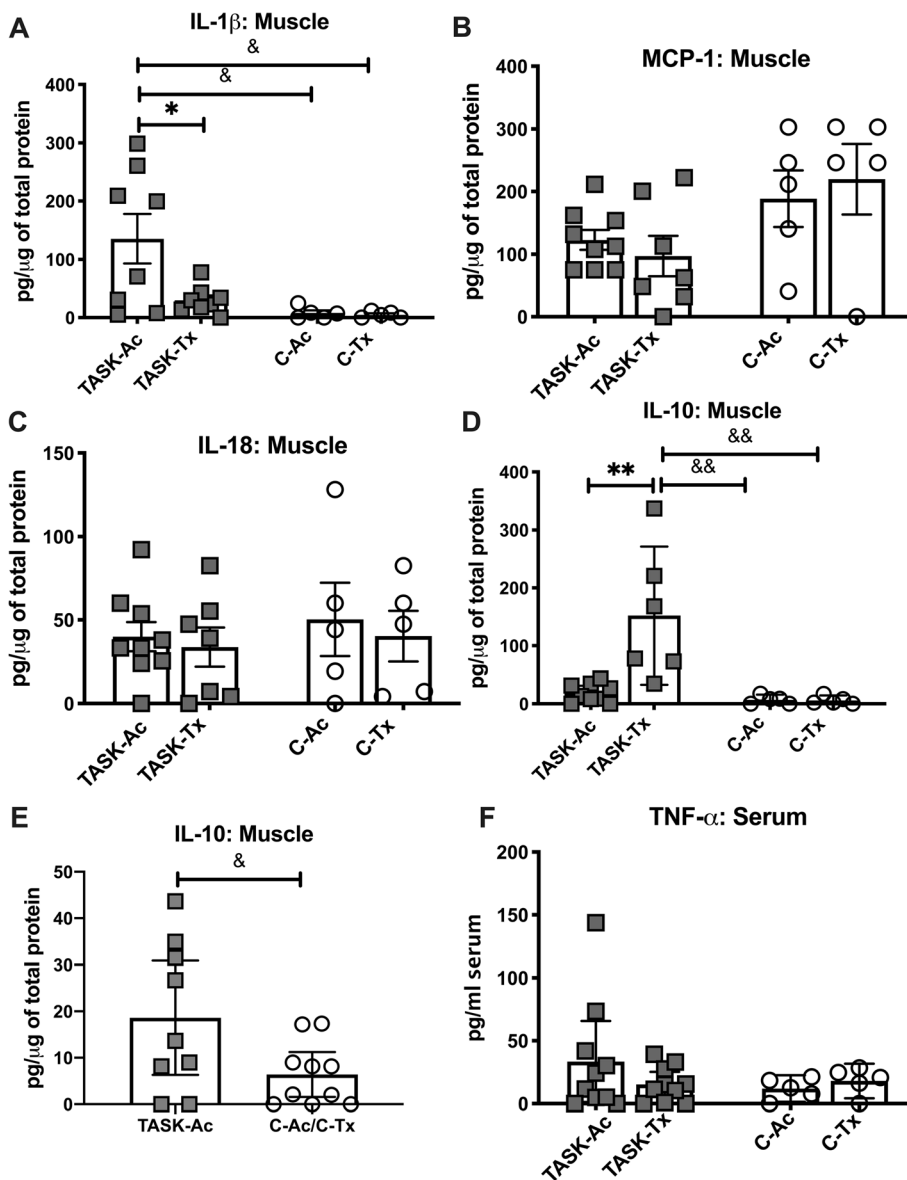 A
IL-1β: Muscle
&
&
*
pg/μg of total protein
400
300
200
100
0
TASK-Ac
TASK-Tx
C-Ac
C-Tx
B
MCP-1: Muscle
pg/μg of total protein
400
300
200
100
0
TASK-Ac
TASK-Tx
C-Ac
C-Tx
C
IL-18: Muscle
pg/μg of total protein
150
100
50
0
TASK-Ac
TASK-Tx
C-Ac
C-Tx
D
IL-10: Muscle
&&
&&
**
pg/μg of total protein
400
300
200
100
0
TASK-Ac
TASK-Tx
C-Ac
C-Tx
E
IL-10: Muscle
&
pg/μg of total protein
50
40
30
20
10
0
TASK-Ac
C-Ac/C-Tx
F
TNF-α: Serum
pg/ml serum
200
150
100
50
0
TASK-Ac
TASK-Tx
C-Ac
C-Tx